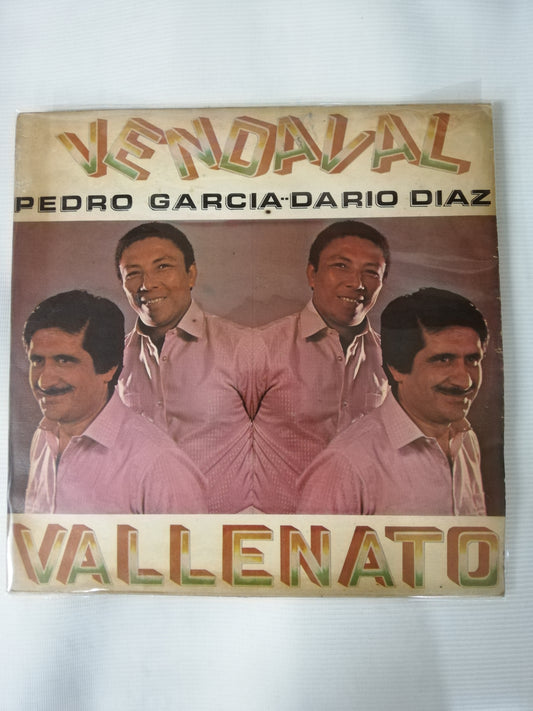 VENDAVAL
PEDRO GARCIA--DARIO DIAZ
VALLENATO